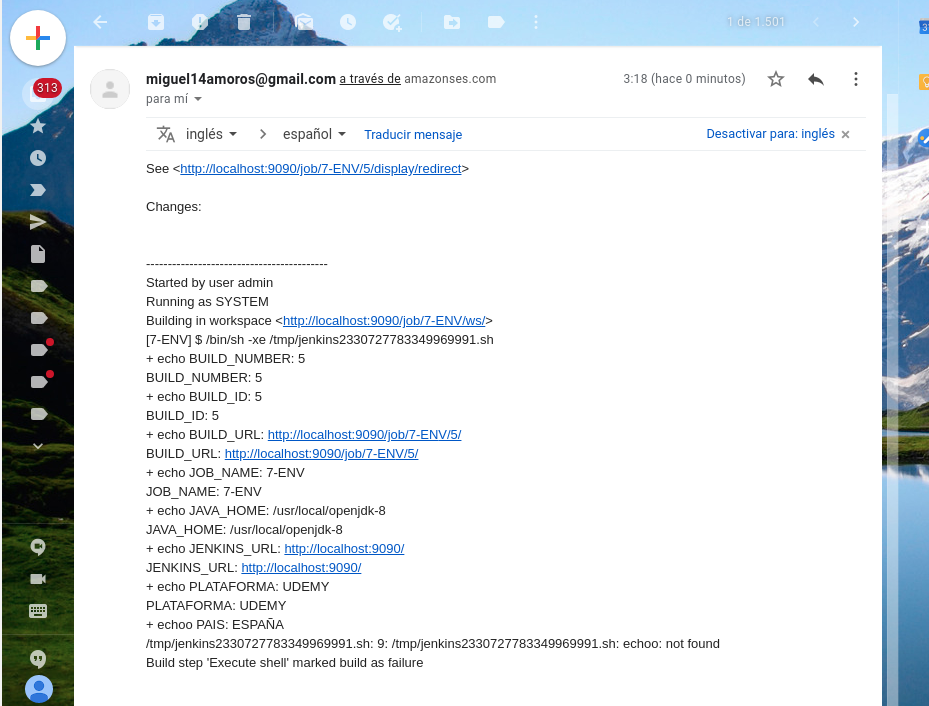 1 de 1.501
313
miguel14amoros@gmail.com a través de amazonses.com
3:18 (hace 0 minutos)
para mí
inglés
español
Traducir mensaje
Desactivar para: inglés
See <http://localhost:9090/job/7-ENV/5/display/redirect>
Changes:
------------------------------------------
Started by user admin
Running as SYSTEM
Building in workspace <http://localhost:9090/job/7-ENV/ws/>
[7-ENV] $ /bin/sh -xe /tmp/jenkins2330727783349969991.sh
+ echo BUILD_NUMBER: 5
BUILD_NUMBER: 5
+ echo BUILD_ID: 5
BUILD_ID: 5
+ echo BUILD_URL: http://localhost:9090/job/7-ENV/5/
BUILD_URL: http://localhost:9090/job/7-ENV/5/
+ echo JOB_NAME: 7-ENV
JOB_NAME: 7-ENV
+ echo JAVA_HOME: /usr/local/openjdk-8
JAVA_HOME: /usr/local/openjdk-8
+ echo JENKINS_URL: http://localhost:9090/
JENKINS_URL: http://localhost:9090/
+ echo PLATAFORMA: UDEMY
PLATAFORMA: UDEMY
+ echoo PAIS: ESPAÑA
/tmp/jenkins2330727783349969991.sh: 9: /tmp/jenkins2330727783349969991.sh: echoo: not found
Build step 'Execute shell' marked build as failure